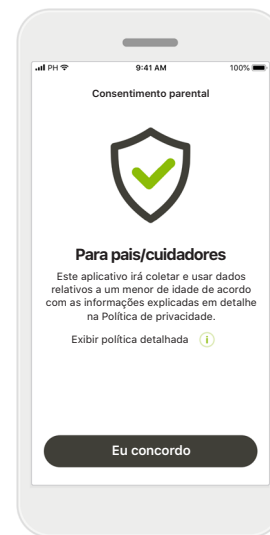 PH 9:41 AM 100%
Consentimento parental
Para pais/cuidadores
Este aplicativo irá coletar e usar dados
relativos a um menor de idade de acordo
com as informações explicadas em detalhe
na Política de privacidade.
Exibir política detalhada i
Eu concordo